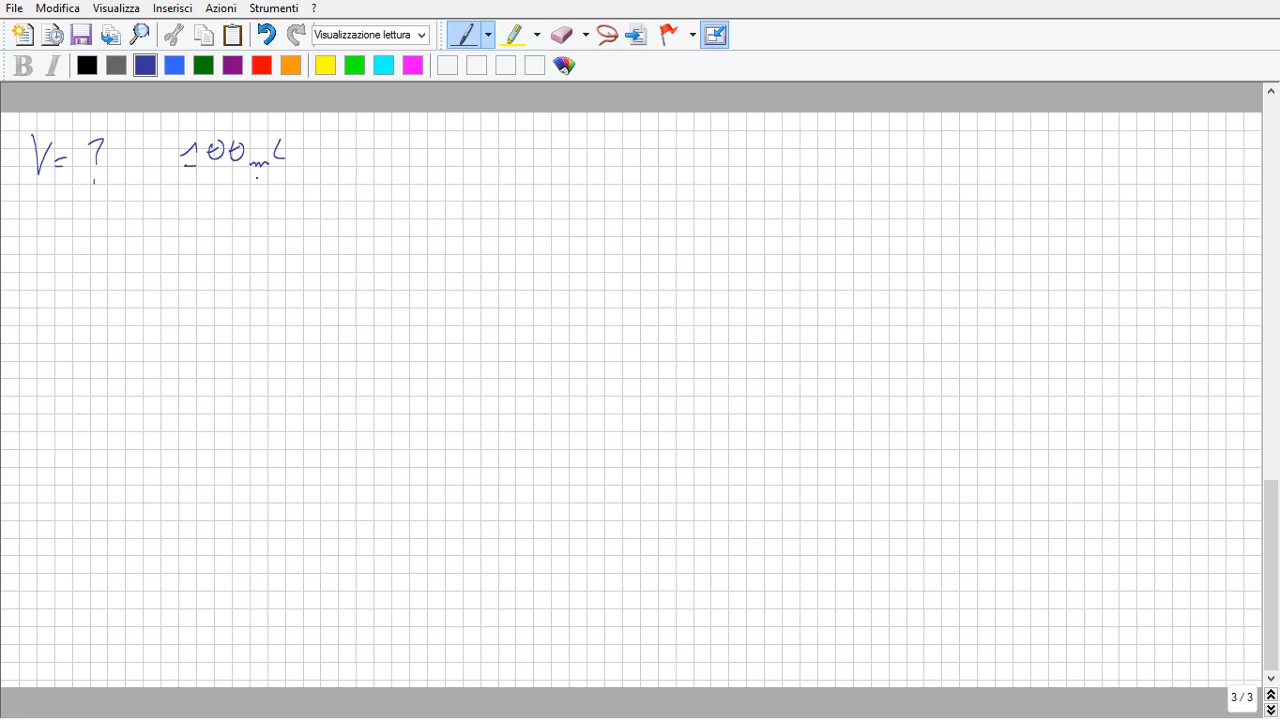 File Modifica Visualizza Inserisci Azioni Strumenti ?
Visualizzazione lettura
B I
V= ? 100 mL
3 / 3